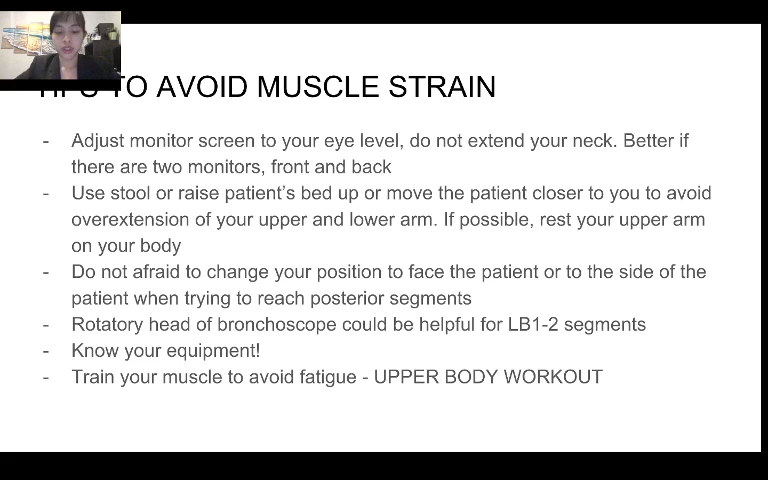 TO AVOID MUSCLE STRAIN
- Adjust monitor screen to your eye level, do not extend your neck. Better if
there are two monitors, front and back
- Use stool or raise patient's bed up or move the patient closer to you to avoid
overextension of your upper and lower arm. If possible, rest your upper arm
on your body
- Do not afraid to change your position to face the patient or to the side of the
patient when trying to reach posterior segments
- Rotatory head of bronchoscope could be helpful for LB1-2 segments
- Know your equipment!
- Train your muscle to avoid fatigue - UPPER BODY WORKOUT